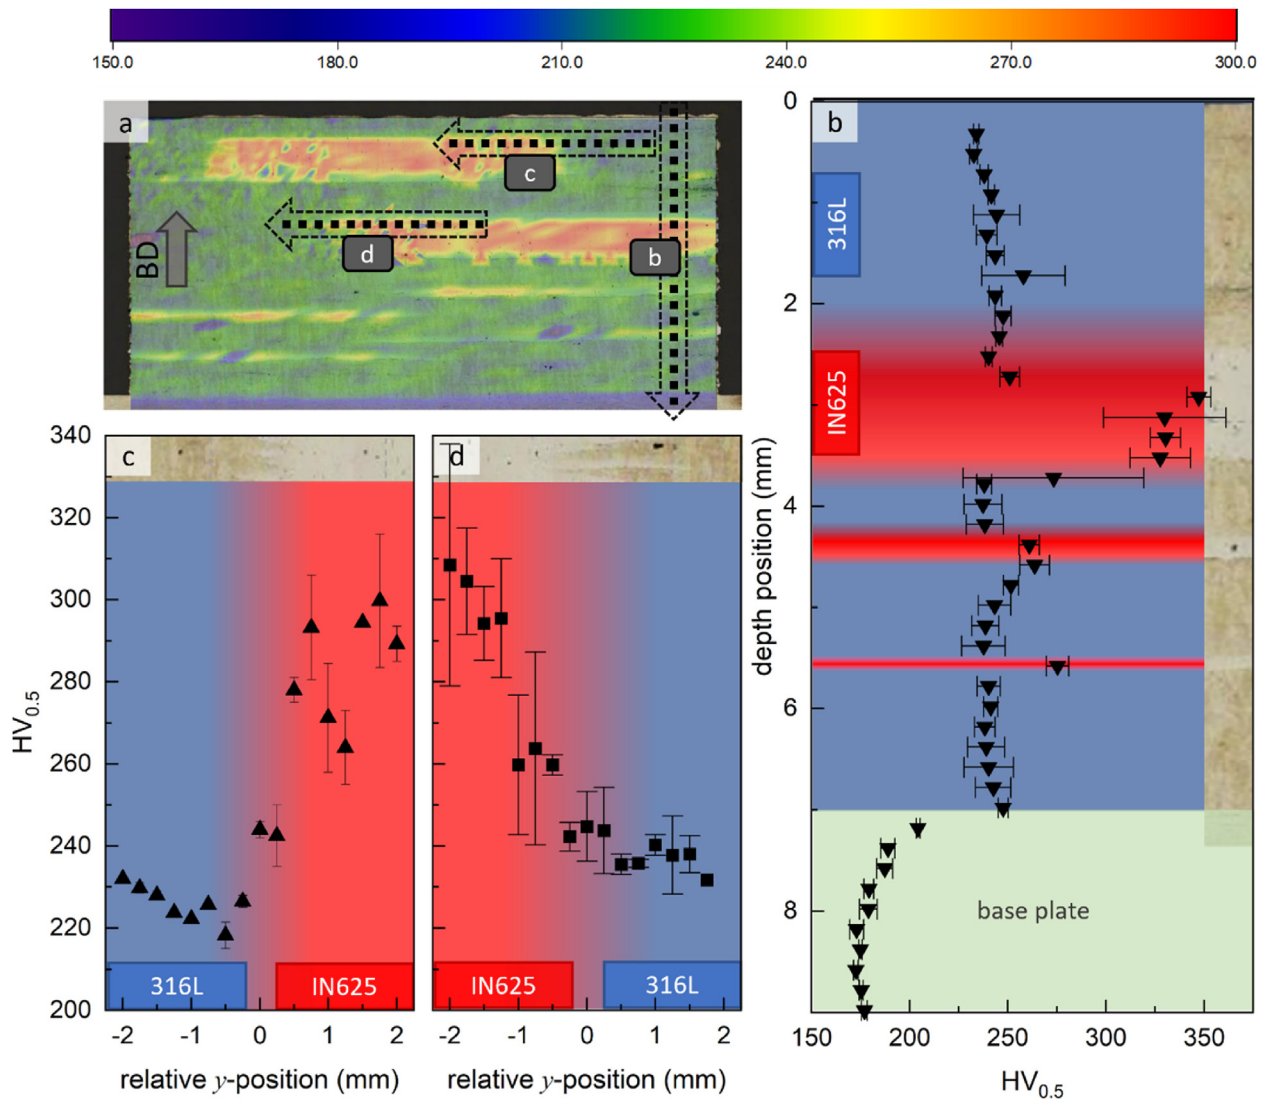 150.0 180.0 210.0 240.0 270.0 300.0
a
c
d
b
BD
b
0
2
4
6
8
depth position (mm)
316L
IN625
base plate
150 200 250 300 350
HV0.5
c
340
320
300
280
260
240
220
200
HV0.5
316L IN625
-2 -1 0 1 2
relative y-position (mm)
d
IN625 316L
-2 -1 0 1 2
relative y-position (mm)